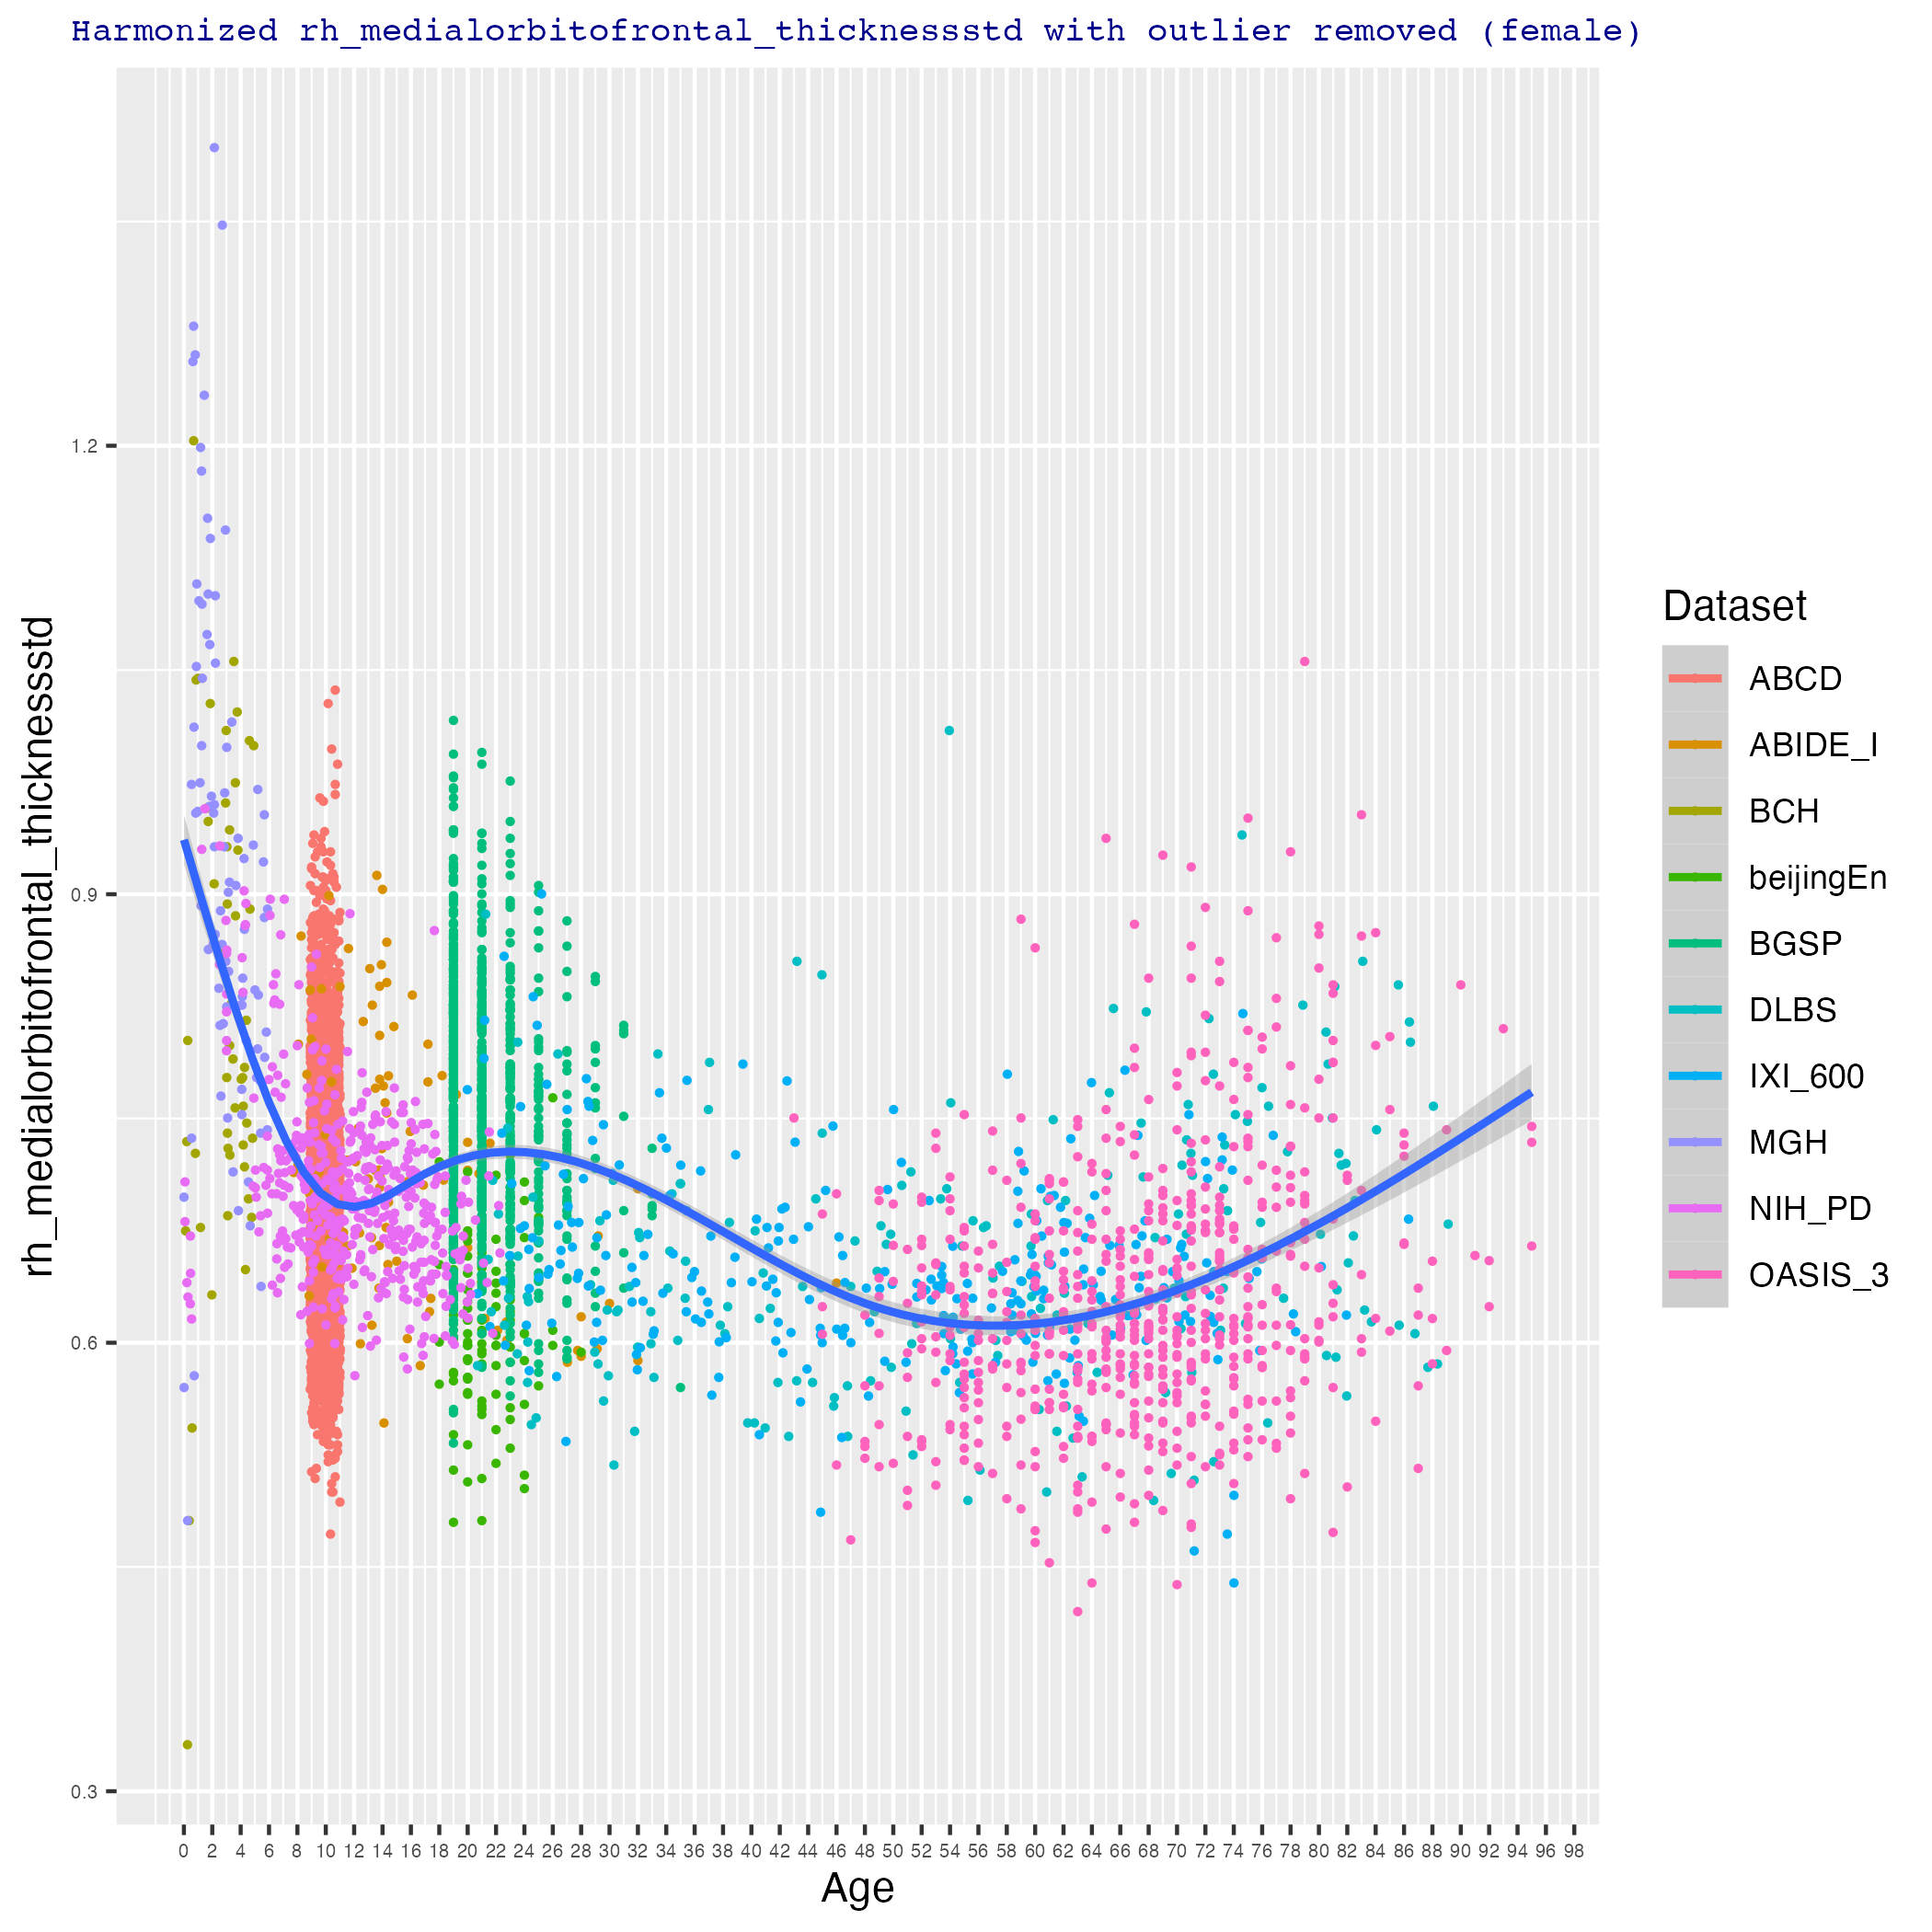 Harmonized rh_medialorbitofrontal_thicknessstd with outlier removed (female)
rh_medialorbitofrontal_thicknessstd
1.2
0.9
0.6
0.3
0 2 4 6 8 10 12 14 16 18 20 22 24 26 28 30 32 34 36 38 40 42 44 46 48 50 52 54 56 58 60 62 64 66 68 70 72 74 76 78 80 82 84 86 88 90 92 94 96 98
Age
Dataset
ABCD
ABIDE_I
BCH
beijingEn
BGSP
DLBS
IXI_600
MGH
NIH_PD
OASIS_3